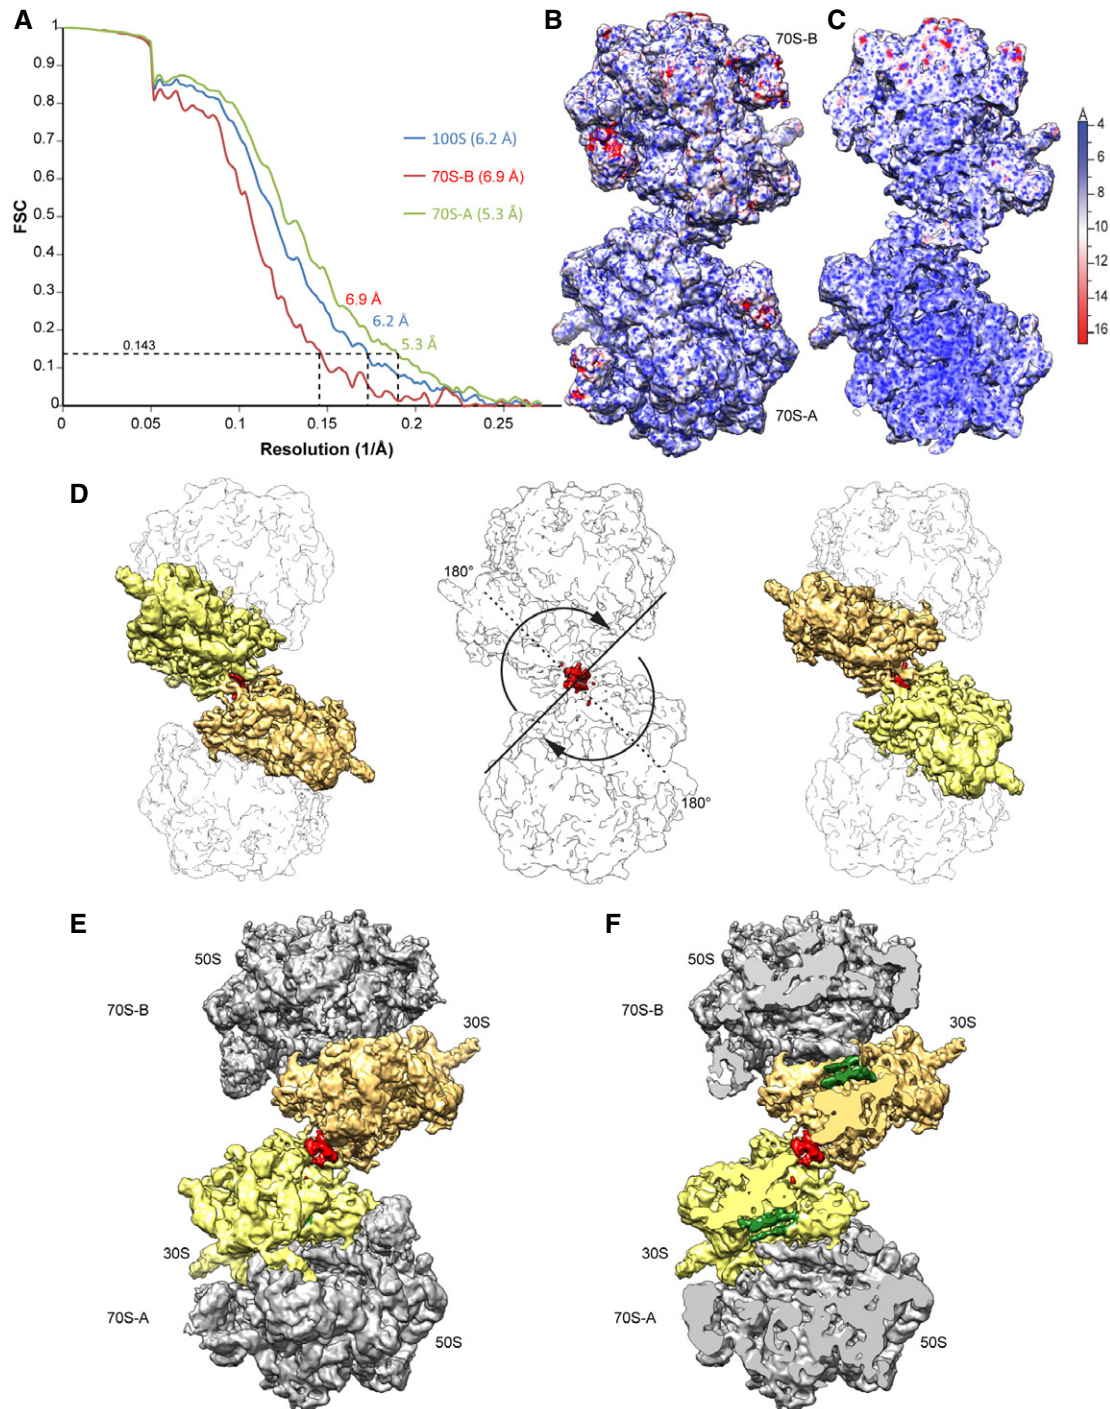 A
1
0.9
0.8
0.7
0.6
0.5
0.4
0.3
0.2
0.1
0
FSC
100S (6.2 Å)
70S-B (6.9 Å)
70S-A (5.3 Å)
6.9 Å
6.2 Å
5.3 Å
0.143
0
0.05
0.1
0.15
0.2
0.25
Resolution (1/Å)
B
70S-B
70S-A
C
Å
4
6
8
10
12
14
16
D
180°
180°
E
50S
70S-B
30S
30S
70S-A
50S
F
50S
70S-B
30S
30S
70S-A
50S